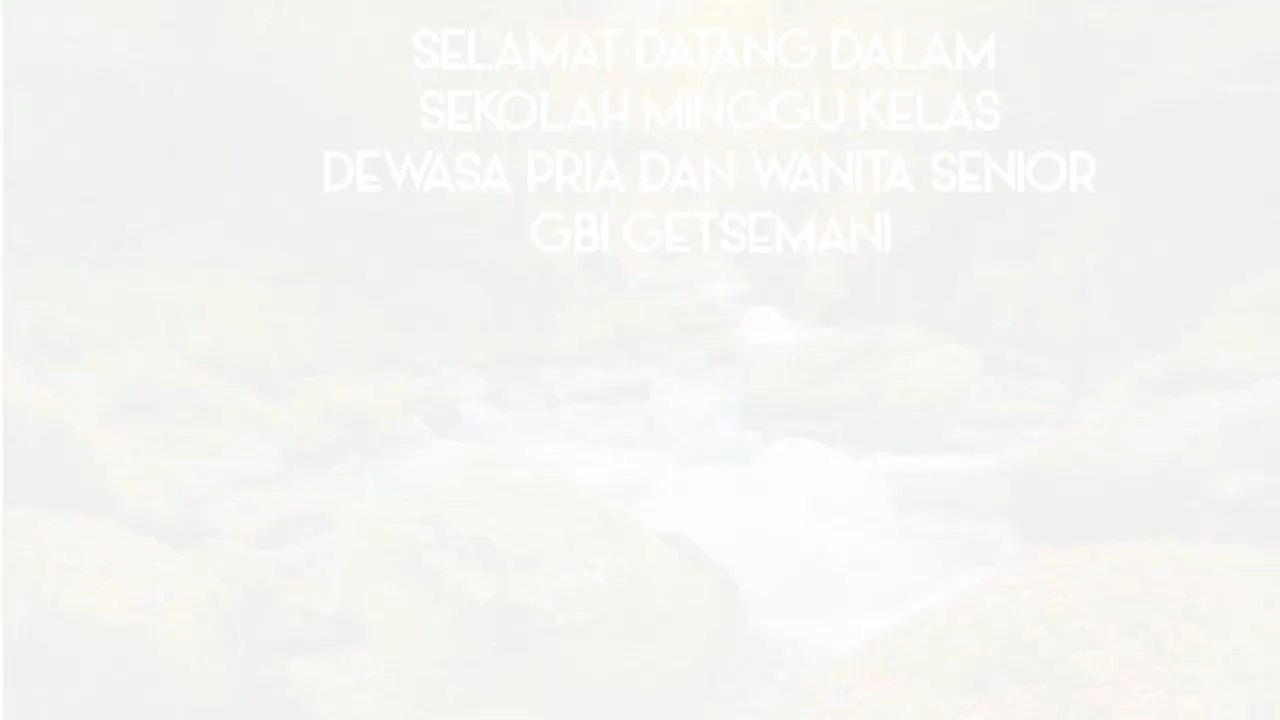 SELAMAT DATANG DALAM
SEKOLAH MINGGU KELAS
DEWASA PRIA DAN WANITA SENIOR
GBI GETSEMANI